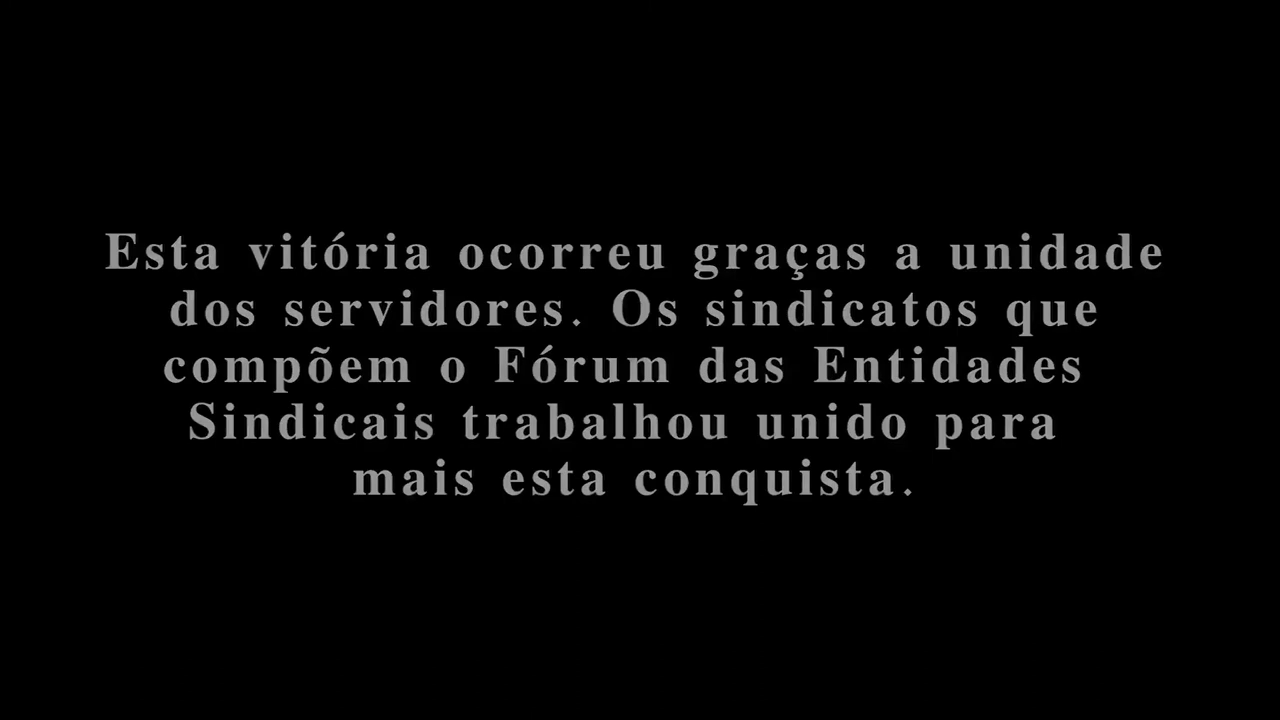 Esta vitória ocorreu graças a unidade
dos servidores. Os sindicatos que
compõem o Fórum das Entidades
Sindicais trabalhou unido para
mais esta conquista.